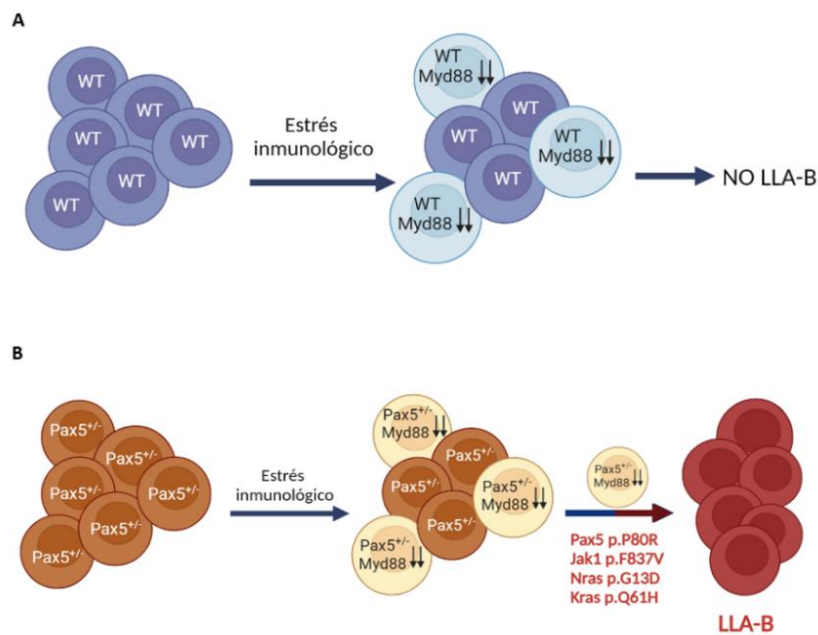 A
WT
WT
WT
WT
WT
WT
Estrés
inmunológico
WT
Myd88 ↓↓
WT
WT
WT
Myd88 ↓↓
WT
WT
Myd88 ↓↓
NO LLA-B
B
Pax5+/-
Pax5+/-
Pax5+/-
Pax5+/-
Pax5+/-
Pax5+/-
Estrés
inmunológico
Pax5+/-
Myd88 ↓↓
Pax5+/-
Pax5+/-
Pax5+/-
Myd88 ↓↓
Pax5+/-
Pax5+/-
Myd88 ↓↓
Pax5+/-
Myd88 ↓↓
Pax5 p.P80R
Jak1 p.F837V
Nras p.G13D
Kras p.Q61H
LLA-B